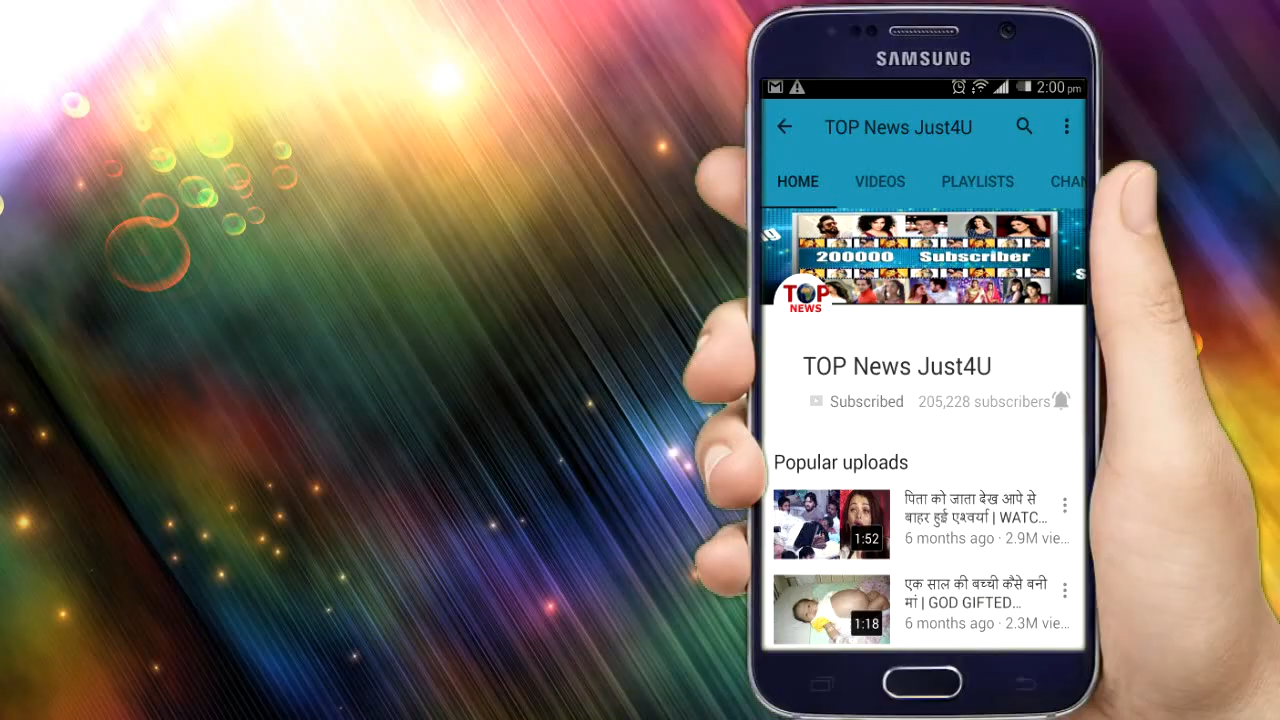 SAMSUNG
2:00 pm
TOP News Just4U
HOME VIDEOS PLAYLISTS CHAN
200000 Subscriber
TOP
NEWS
TOP News Just4U
Subscribed 205,228 subscribers
Popular uploads
पिता को जाता देख आपे से
बाहर हुई एश्वर्या | WATC...
6 months ago · 2.9M vie...
1:52
एक साल की बच्ची कैसे बनी
मां | GOD GIFTED...
6 months ago · 2.3M vie...
1:18